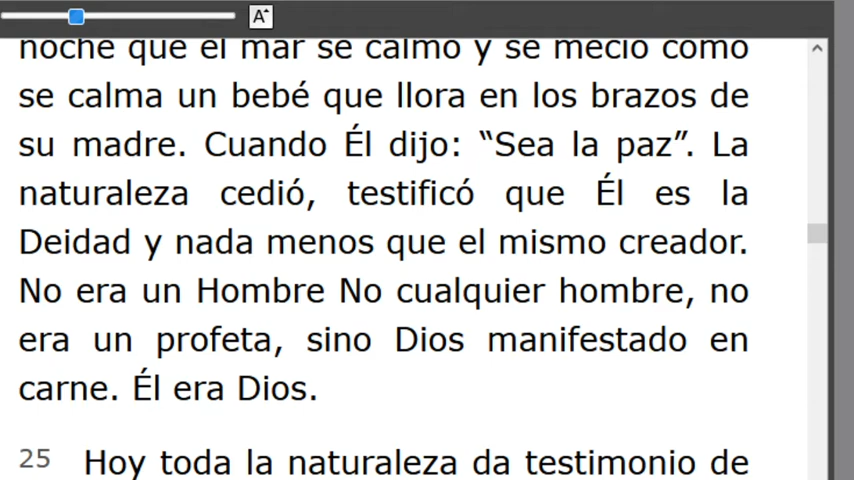 A
noche que el mar se calmó y se meció como
se calma un bebé que llora en los brazos de
su madre. Cuando Él dijo: “Sea la paz”. La
naturaleza cedió, testificó que Él es la
Deidad y nada menos que el mismo creador.
No era un Hombre No cualquier hombre, no
era un profeta, sino Dios manifestado en
carne. Él era Dios.
25 Hoy toda la naturaleza da testimonio de